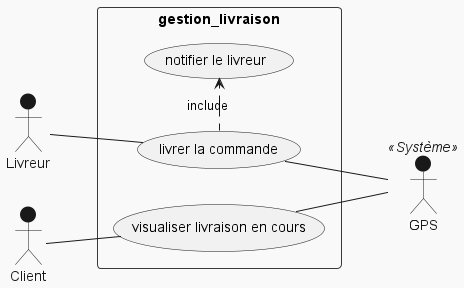 gestion_livraison
notifier le livreur
include
livrer la commande
Livreur
«Système»
GPS
visualiser livraison en cours
Client